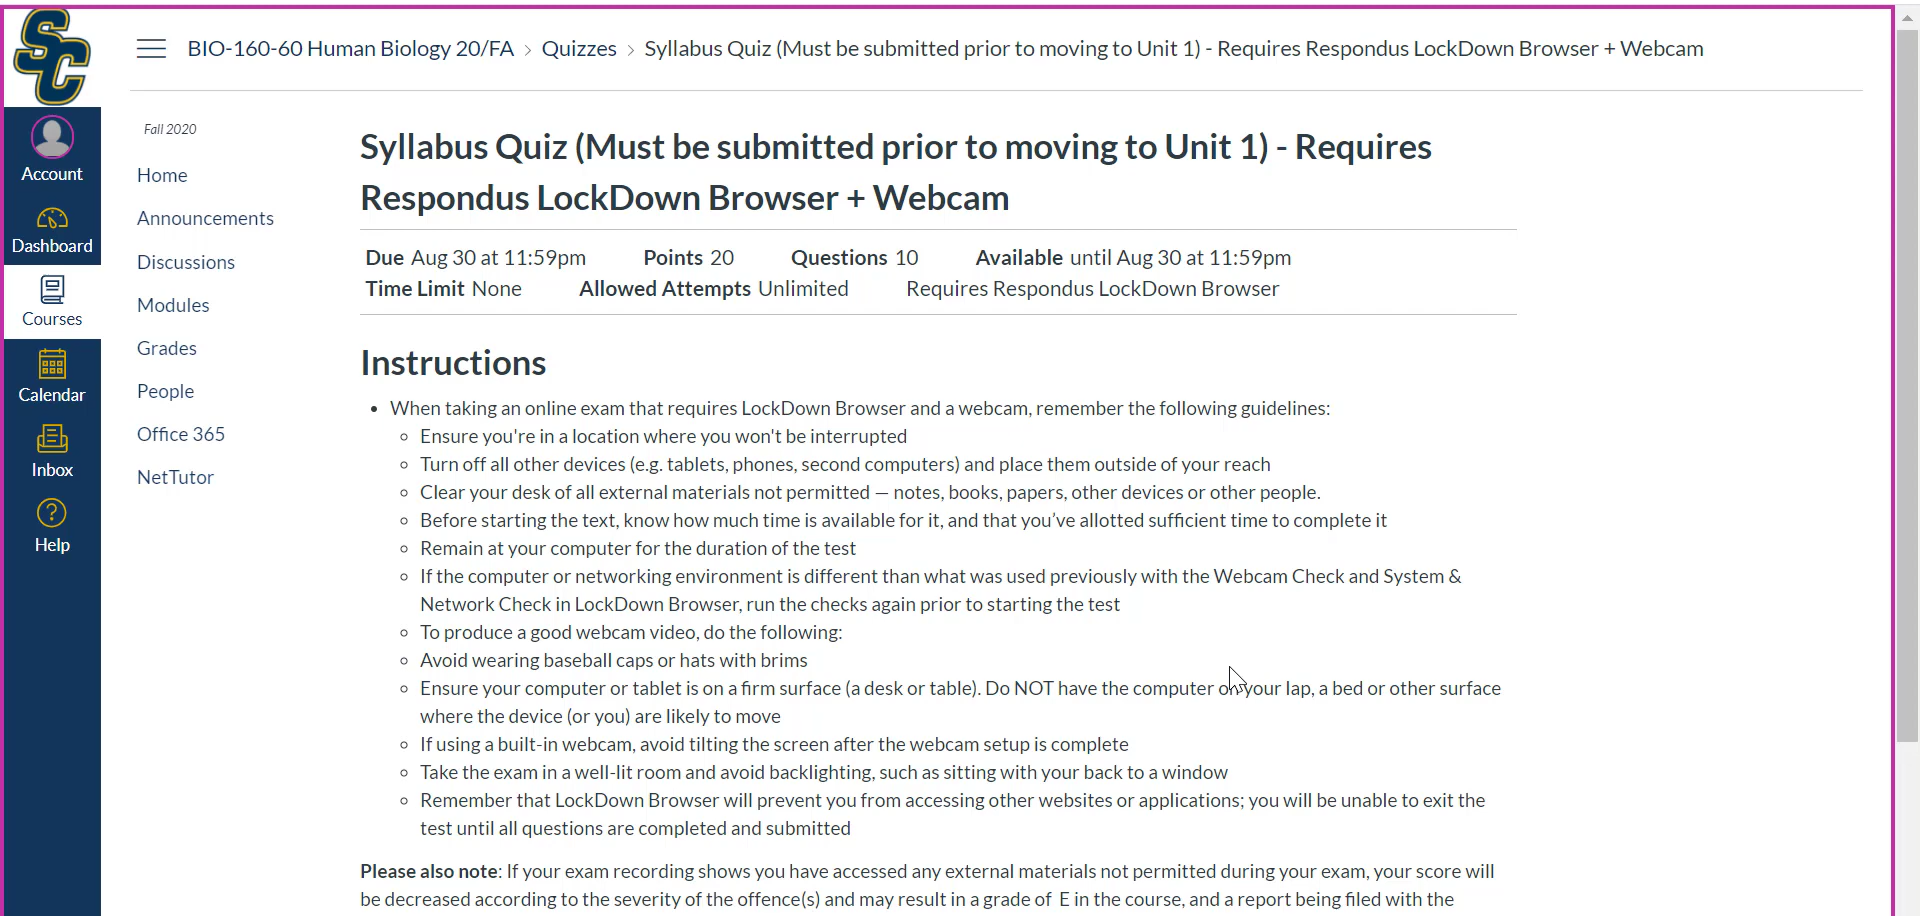 SC
BIO-160-60 Human Biology 20/FA > Quizzes > Syllabus Quiz (Must be submitted prior to moving to Unit 1) - Requires Respondus LockDown Browser + Webcam
Account
Dashboard
Courses
Calendar
Inbox
Help
Fall 2020
Home
Announcements
Discussions
Modules
Grades
People
Office 365
NetTutor
Syllabus Quiz (Must be submitted prior to moving to Unit 1) - Requires
Respondus LockDown Browser + Webcam
Due Aug 30 at 11:59pm Points 20 Questions 10 Available until Aug 30 at 11:59pm
Time Limit None Allowed Attempts Unlimited Requires Respondus LockDown Browser
Instructions
• When taking an online exam that requires LockDown Browser and a webcam, remember the following guidelines:
◦ Ensure you're in a location where you won't be interrupted
◦ Turn off all other devices (e.g. tablets, phones, second computers) and place them outside of your reach
◦ Clear your desk of all external materials not permitted — notes, books, papers, other devices or other people.
◦ Before starting the text, know how much time is available for it, and that you’ve allotted sufficient time to complete it
◦ Remain at your computer for the duration of the test
◦ If the computer or networking environment is different than what was used previously with the Webcam Check and System &
Network Check in LockDown Browser, run the checks again prior to starting the test
◦ To produce a good webcam video, do the following:
◦ Avoid wearing baseball caps or hats with brims
◦ Ensure your computer or tablet is on a firm surface (a desk or table). Do NOT have the computer on your lap, a bed or other surface
where the device (or you) are likely to move
◦ If using a built-in webcam, avoid tilting the screen after the webcam setup is complete
◦ Take the exam in a well-lit room and avoid backlighting, such as sitting with your back to a window
◦ Remember that LockDown Browser will prevent you from accessing other websites or applications; you will be unable to exit the
test until all questions are completed and submitted
Please also note: If your exam recording shows you have accessed any external materials not permitted during your exam, your score will
be decreased according to the severity of the offence(s) and may result in a grade of E in the course, and a report being filed with the